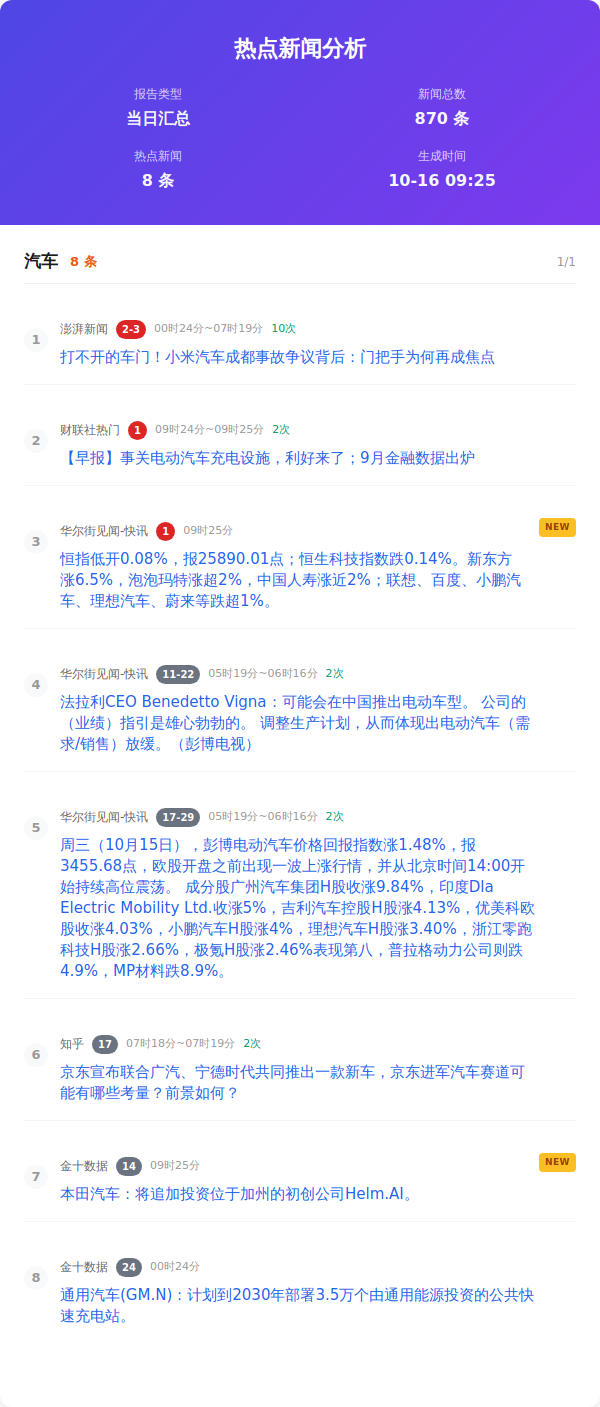 热点新闻分析
报告类型
新闻总数
当日汇总
870 条
热点新闻
生成时间
8 条
10-16 09:25
汽车 8 条 1/1
1 澎湃新闻 2-3 00时24分~07时19分 10次
打不开的车门！小米汽车成都事故争议背后：门把手为何再成焦点
2 财联社热门 1 09时24分~09时25分 2次
【早报】事关电动汽车充电设施，利好来了；9月金融数据出炉
3 华尔街见闻-快讯 1 09时25分 NEW
恒指低开0.08%，报25890.01点；恒生科技指数跌0.14%。新东方
涨6.5%，泡泡玛特涨超2%，中国人寿涨近2%；联想、百度、小鹏汽
车、理想汽车、蔚来等跌超1%。
4 华尔街见闻-快讯 11-22 05时19分~06时16分 2次
法拉利CEO Benedetto Vigna：可能会在中国推出电动车型。 公司的
（业绩）指引是雄心勃勃的。 调整生产计划，从而体现出电动汽车（需
求/销售）放缓。（彭博电视）
5 华尔街见闻-快讯 17-29 05时19分~06时16分 2次
周三（10月15日），彭博电动汽车价格回报指数涨1.48%，报
3455.68点，欧股开盘之前出现一波上涨行情，并从北京时间14:00开
始持续高位震荡。 成分股广州汽车集团H股收涨9.84%，印度Dla
Electric Mobility Ltd.收涨5%，吉利汽车控股H股涨4.13%，优美科欧
股收涨4.03%，小鹏汽车H股涨4%，理想汽车H股涨3.40%，浙江零跑
科技H股涨2.66%，极氪H股涨2.46%表现第八，普拉格动力公司则跌
4.9%，MP材料跌8.9%。
6 知乎 17 07时18分~07时19分 2次
京东宣布联合广汽、宁德时代共同推出一款新车，京东进军汽车赛道可
能有哪些考量？前景如何？
7 金十数据 14 09时25分 NEW
本田汽车：将追加投资位于加州的初创公司Helm.AI。
8 金十数据 24 00时24分
通用汽车(GM.N)：计划到2030年部署3.5万个由通用能源投资的公共快
速充电站。